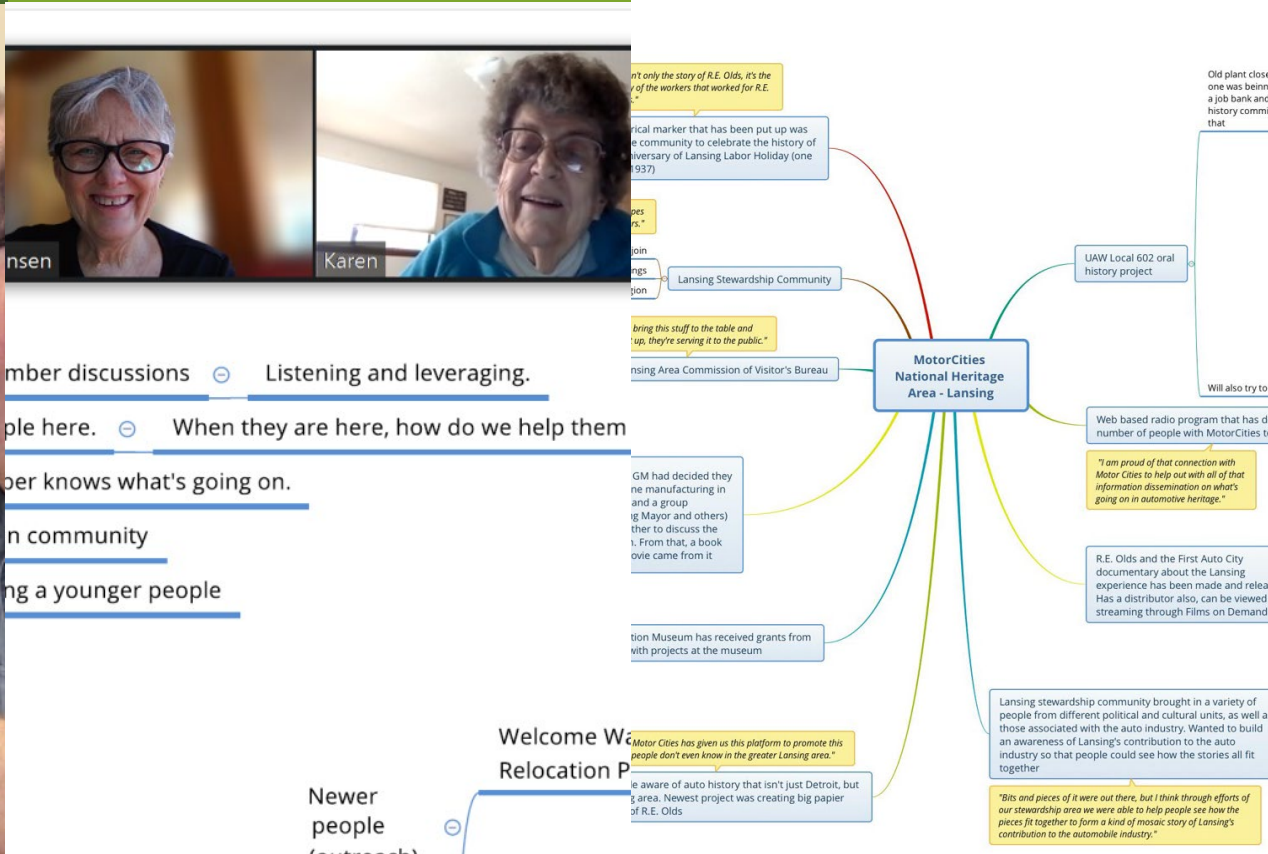 nsen
Karen
mber discussions
Listening and leveraging.
ple here.
When they are here, how do we help them
ber knows what's going on.
n community
ng a younger people
Welcome Wa
Relocation P
Newer
people
(outreach)
n't only the story of R.E. Olds, it's the
y of the workers that worked for R.E.
s."
rical marker that has been put up was
e community to celebrate the history of
niversary of Lansing Labor Holiday (one
1937)
pes
rs."
join
ngs
gion
Lansing Stewardship Community
bring this stuff to the table and
t up, they're serving it to the public."
nsing Area Commission of Visitor's Bureau
GM had decided they
ne manufacturing in
and a group
ng Mayor and others)
ther to discuss the
n. From that, a book
ovie came from it
tion Museum has received grants from
with projects at the museum
Motor Cities has given us this platform to promote this
people don't even know in the greater Lansing area."
le aware of auto history that isn't just Detroit, but
g area. Newest project was creating big papier
of R.E. Olds
MotorCities
National Heritage
Area - Lansing
Old plant close
one was beinn
a job bank and
history commi
that
UAW Local 602 oral
history project
Will also try to
Web based radio program that has d
number of people with MotorCities t
"I am proud of that connection with
Motor Cities to help out with all of that
information dissemination on what's
going on in automotive heritage."
R.E. Olds and the First Auto City
documentary about the Lansing
experience has been made and relea
Has a distributor also, can be viewed
streaming through Films on Demand
Lansing stewardship community brought in a variety of
people from different political and cultural units, as well a
those associated with the auto industry. Wanted to build
an awareness of Lansing's contribution to the auto
industry so that people could see how the stories all fit
together
"Bits and pieces of it were out there, but I think through efforts of
our stewardship area we were able to help people see how the
pieces fit together to form a kind of mosaic story of Lansing's
contribution to the automobile industry."